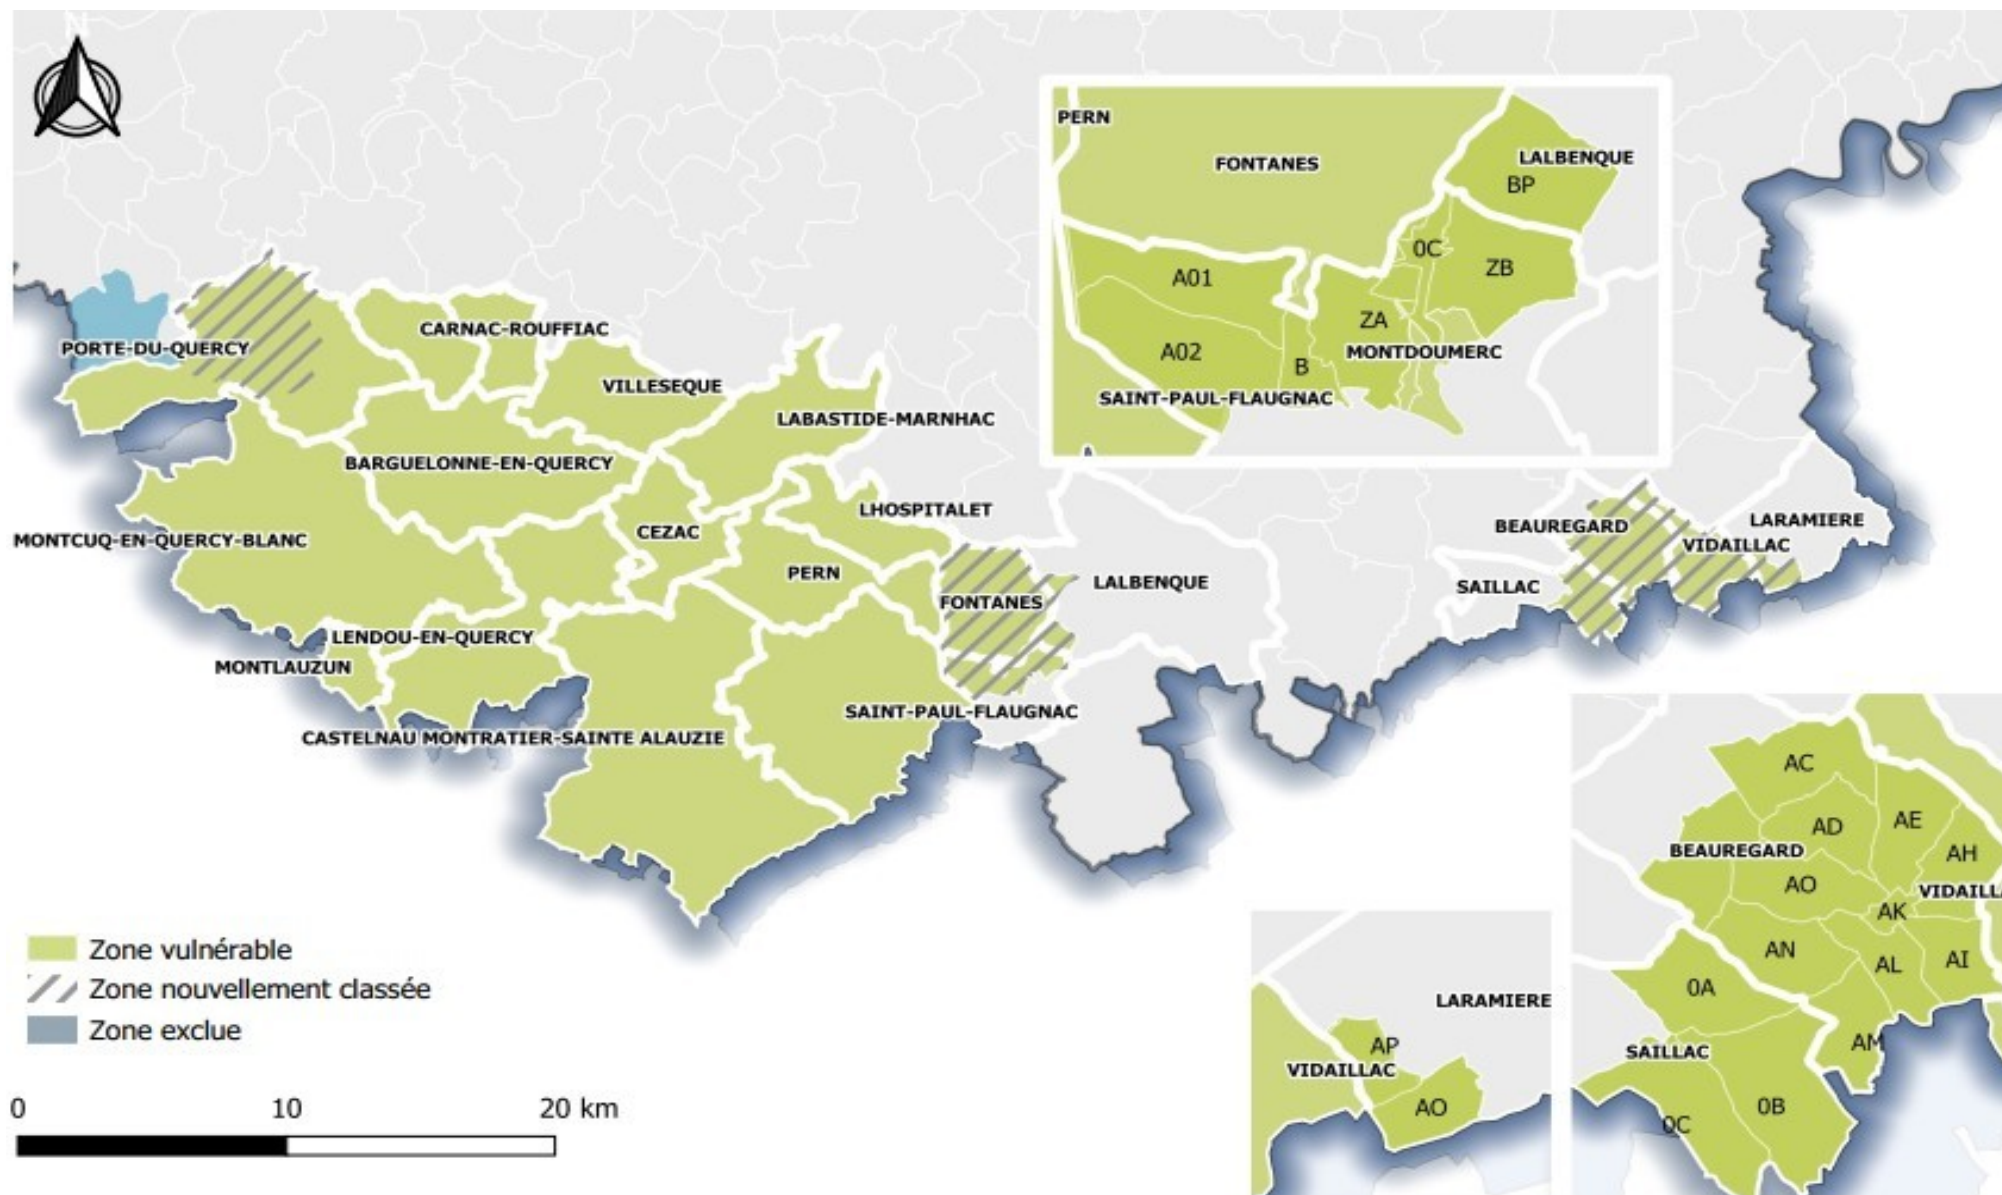 N
PERN
FONTANES
LALBENQUE
BP
0C
ZB
A01
ZA
A02
B
MONTDOUMERC
SAINT-PAUL-FLAUGNAC
PORTE-DU-QUERCY
CARNAC-ROUFFIAC
VILLESEQUE
LABASTIDE-MARNHAC
BARGUELONNE-EN-QUERCY
LHOSPITALET
MONTCUQ-EN-QUERCY-BLANC
CEZAC
PERN
FONTANES
LALBENQUE
BEAUREGARD
LARAMIERE
VIDAILLAC
SAILLAC
LENDOU-EN-QUERCY
MONTLAUZUN
SAINT-PAUL-FLAUGNAC
CASTELNAU MONTRATIER-SAINTE ALAUZIE
AC
AD
AE
BEAUREGARD
AH
AO
VIDAILLA
AK
AN
AL
AI
0A
AM
SAILLAC
0B
0C
LARAMIERE
AP
VIDAILLAC
AO
Zone vulnérable
Zone nouvellement classée
Zone exclue
0 10 20 km